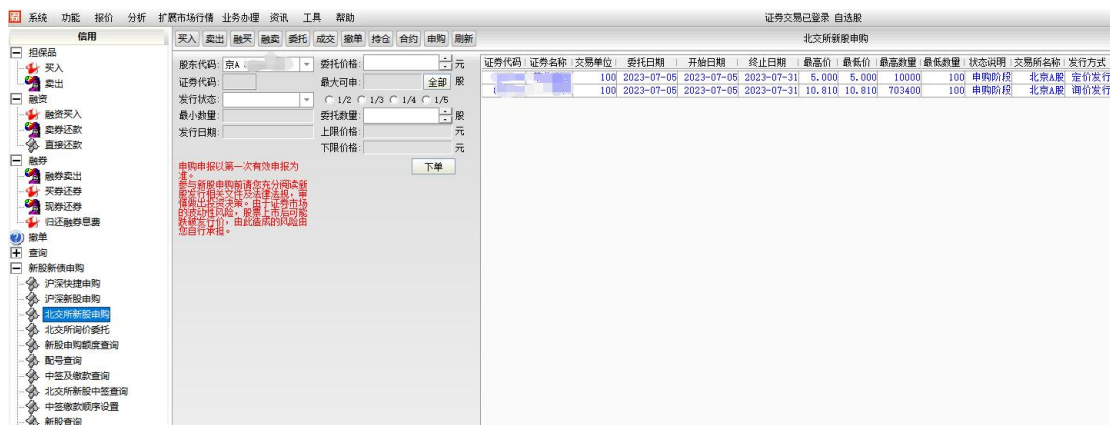 系统 功能 报价 分析 扩展市场行情 业务办理 资讯 工具 帮助 证券交易已登录 自选股
信用
买入 卖出 融买 融卖 委托 成交 撤单 持仓 合约 申购 刷新
北交所新股申购
担保品
买入
卖出
融资
融资买入
卖券还款
直接还款
融券
融券卖出
买券还券
现券还券
归还融券息费
撤单
查询
新股新债申购
沪深快捷申购
沪深新股申购
北交所新股申购
北交所询价委托
新股申购额度查询
配号查询
中签及缴款查询
北交所新股中签查询
中签缴款顺序设置
新股查询
股东代码: 京A
证券代码:
发行状态:
最小数量:
发行日期:
委托价格: 元
最大可申: 全部 股
1/2 1/3 1/4 1/5
委托数量: 股
上限价格: 元
下限价格: 元
下单
申购申报以第一次有效申报为
准。
参与新股申购前请您充分阅读新
股发行相关文件及法律法规，审
慎做出投资决策。由于证券市场
的波动性风险，股票上市后可能
跌破发行价，由此造成的风险由
您自行承担。
证券代码 证券名称 交易单位 委托日期 开始日期 终止日期 最高价 最低价 最高数量 最低数量 状态说明 交易所名称 发行方式
100 2023-07-05 2023-07-05 2023-07-31 5.000 5.000 10000 100 申购阶段 北京A股 定价发行
100 2023-07-05 2023-07-05 2023-07-31 10.810 10.810 703400 100 申购阶段 北京A股 询价发行